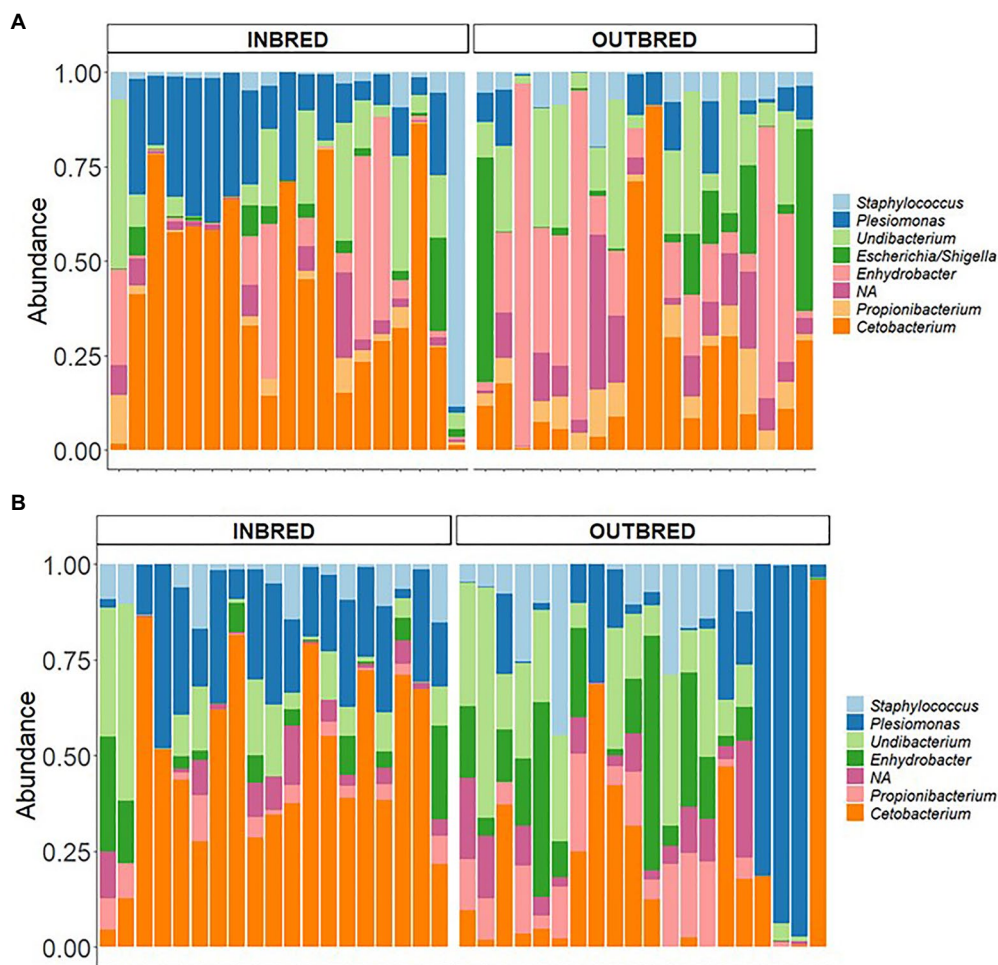 A
INBRED OUTBRED
1.00
0.75
0.50
0.25
0.00
Abundance
Staphylococcus
Plesiomonas
Undibacterium
Escherichia/Shigella
Enhydrobacter
NA
Propionibacterium
Cetobacterium
B
INBRED OUTBRED
1.00
0.75
0.50
0.25
0.00
Abundance
Staphylococcus
Plesiomonas
Undibacterium
Enhydrobacter
NA
Propionibacterium
Cetobacterium